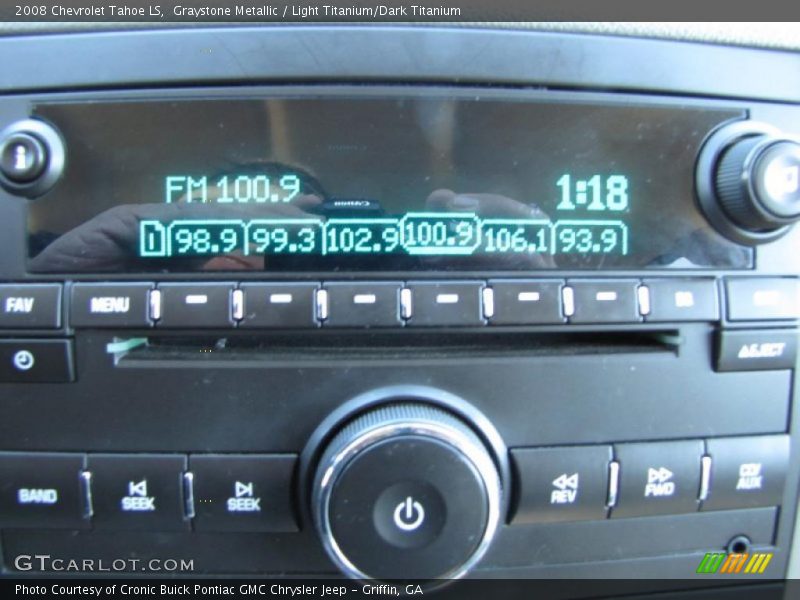 2008 Chevrolet Tahoe LS, Graystone Metallic / Light Titanium/Dark Titanium
FM 100.9 1:18
1 98.9 99.3 102.9 100.9 106.1 93.9
FAV MENU
EJECT
BAND SEEK SEEK REV FWD CD/AUX
GTCARLOT.COM
Photo Courtesy of Cronic Buick Pontiac GMC Chrysler Jeep - Griffin, GA